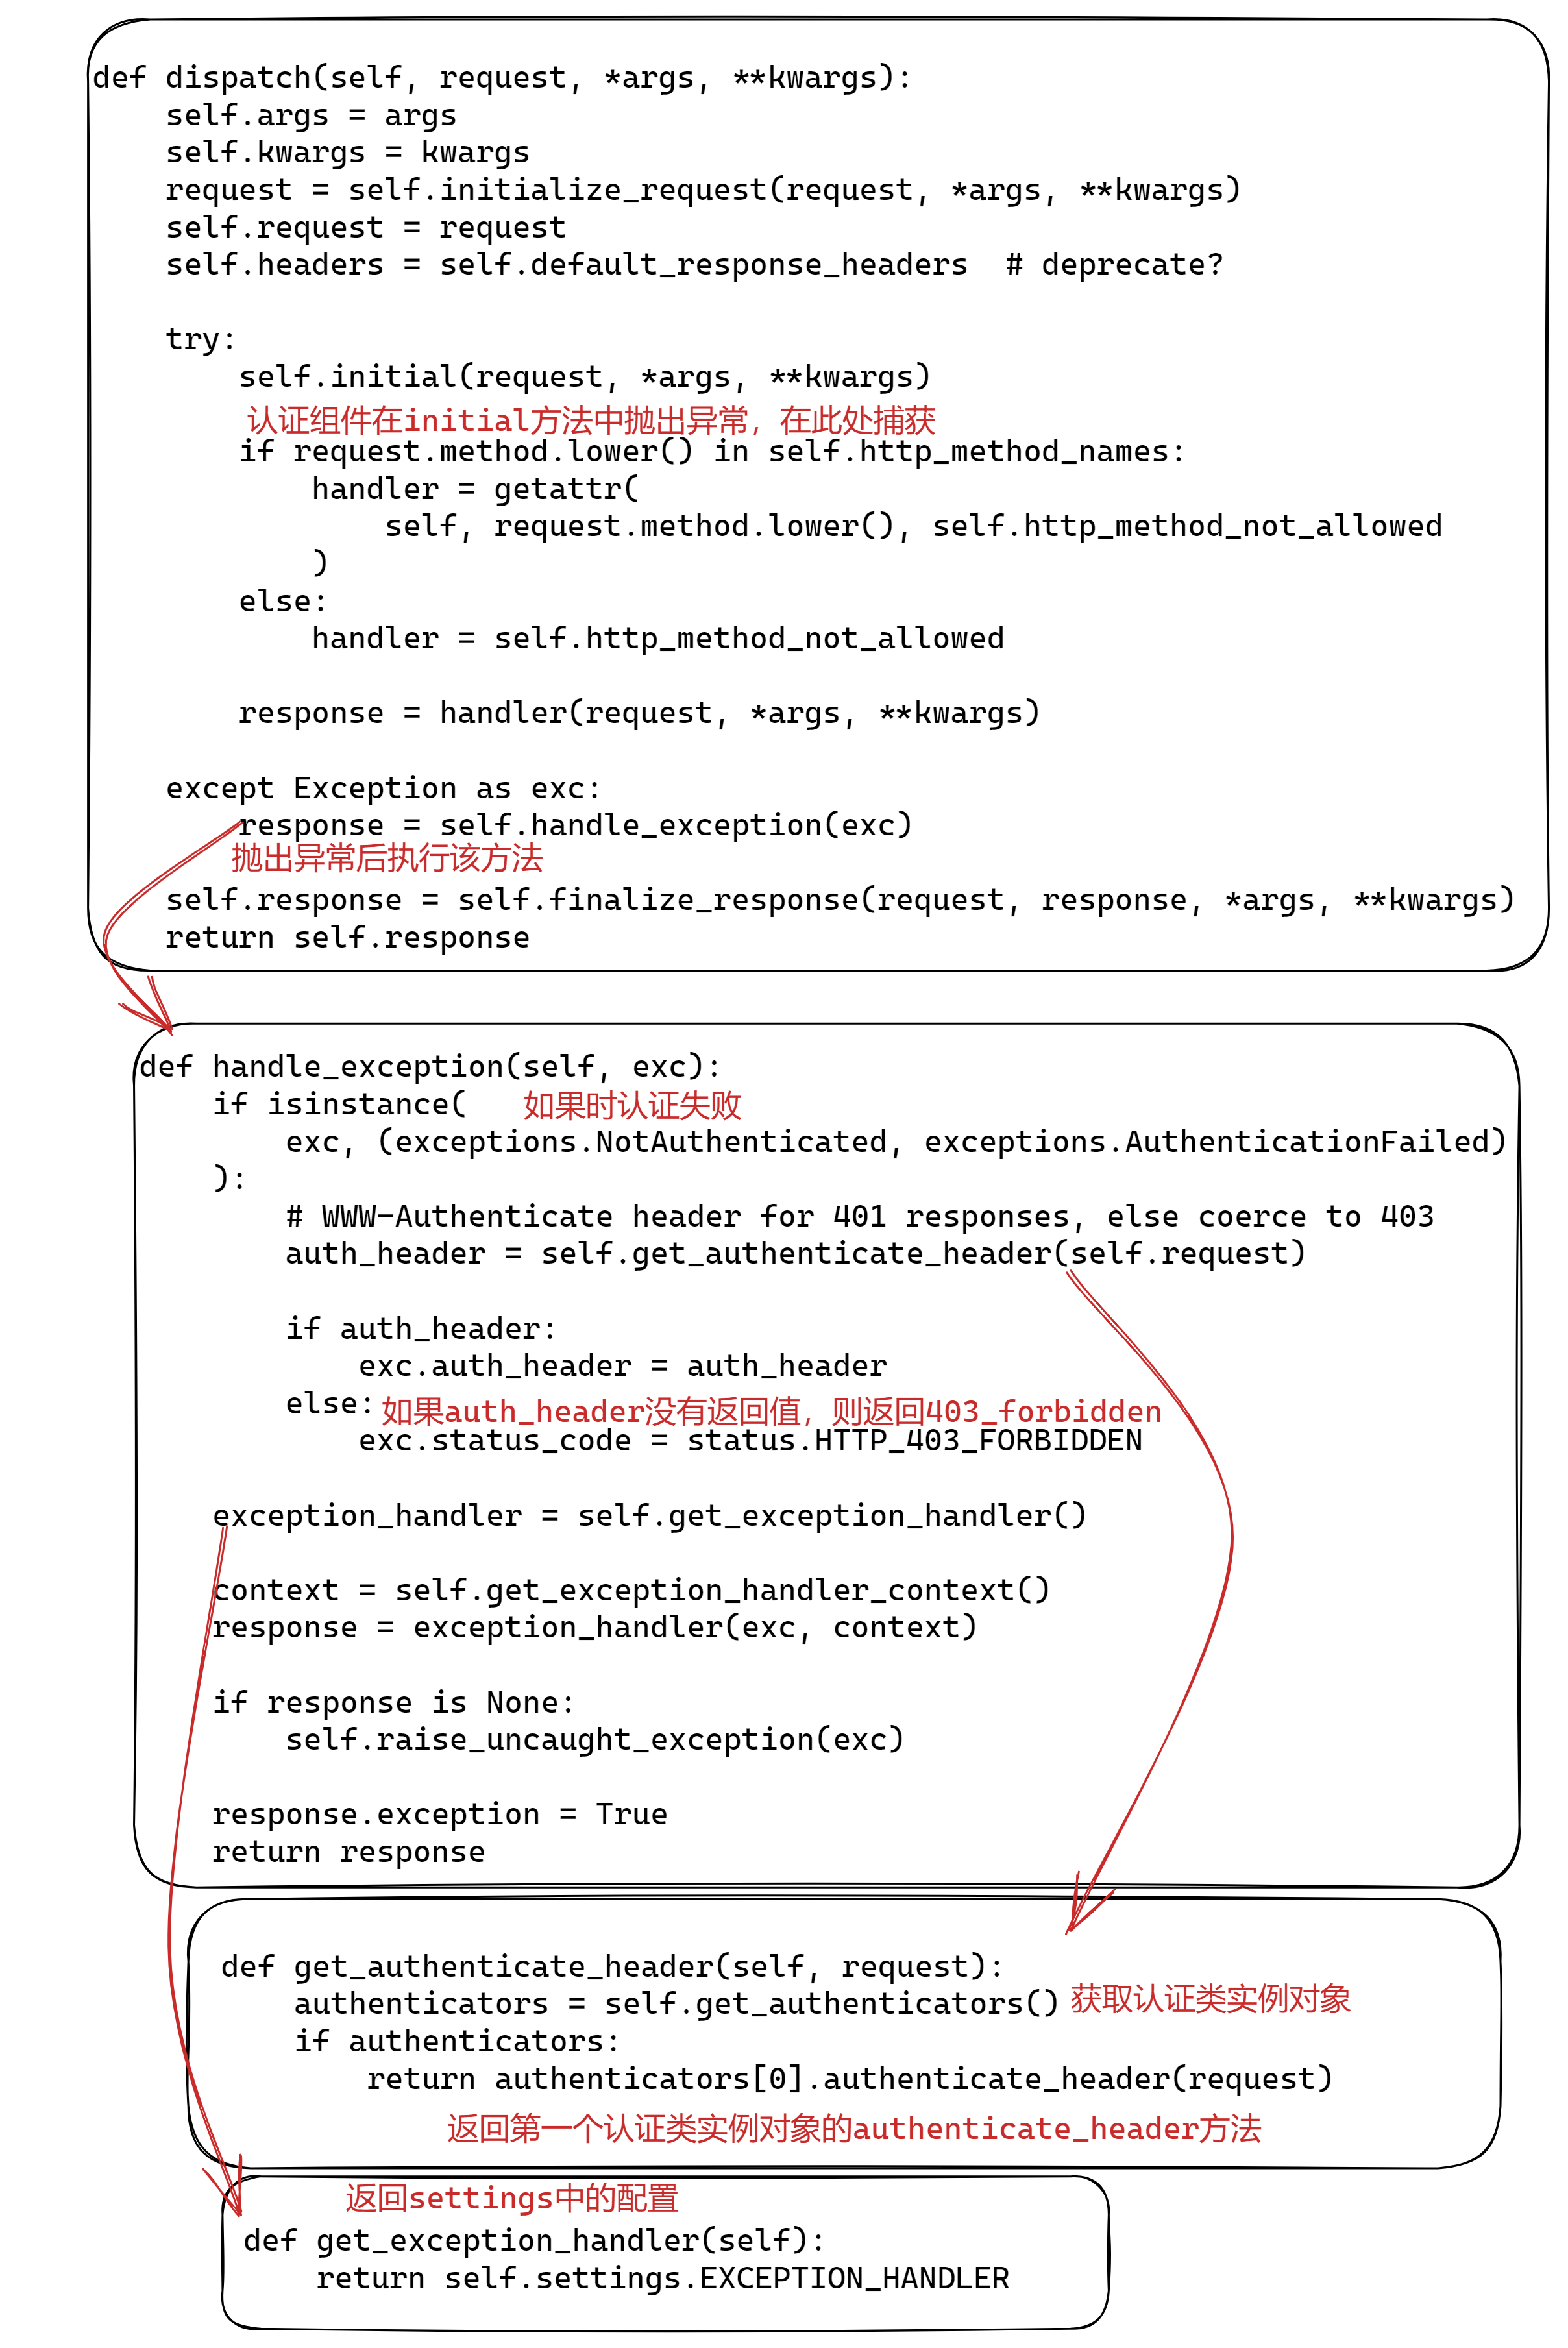 def dispatch(self, request, *args, **kwargs):
    self.args = args
    self.kwargs = kwargs
    request = self.initialize_request(request, *args, **kwargs)
    self.request = request
    self.headers = self.default_response_headers  # deprecate?
    try:
        self.initial(request, *args, **kwargs)
认证组件在initial方法中抛出异常，在此处捕获
        if request.method.lower() in self.http_method_names:
            handler = getattr(
                self, request.method.lower(), self.http_method_not_allowed
            )
        else:
            handler = self.http_method_not_allowed
        response = handler(request, *args, **kwargs)
    except Exception as exc:
        response = self.handle_exception(exc)
抛出异常后执行该方法
    self.response = self.finalize_response(request, response, *args, **kwargs)
    return self.response
def handle_exception(self, exc):
    if isinstance( 如果时认证失败
        exc, (exceptions.NotAuthenticated, exceptions.AuthenticationFailed)
    ):
        # WWW-Authenticate header for 401 responses, else coerce to 403
        auth_header = self.get_authenticate_header(self.request)
        if auth_header:
            exc.auth_header = auth_header
        else: 如果auth_header没有返回值，则返回403_forbidden
            exc.status_code = status.HTTP_403_FORBIDDEN
    exception_handler = self.get_exception_handler()
    context = self.get_exception_handler_context()
    response = exception_handler(exc, context)
    if response is None:
        self.raise_uncaught_exception(exc)
    response.exception = True
    return response
def get_authenticate_header(self, request):
    authenticators = self.get_authenticators() 获取认证类实例对象
    if authenticators:
        return authenticators[0].authenticate_header(request)
返回第一个认证类实例对象的authenticate_header方法
返回settings中的配置
def get_exception_handler(self):
    return self.settings.EXCEPTION_HANDLER